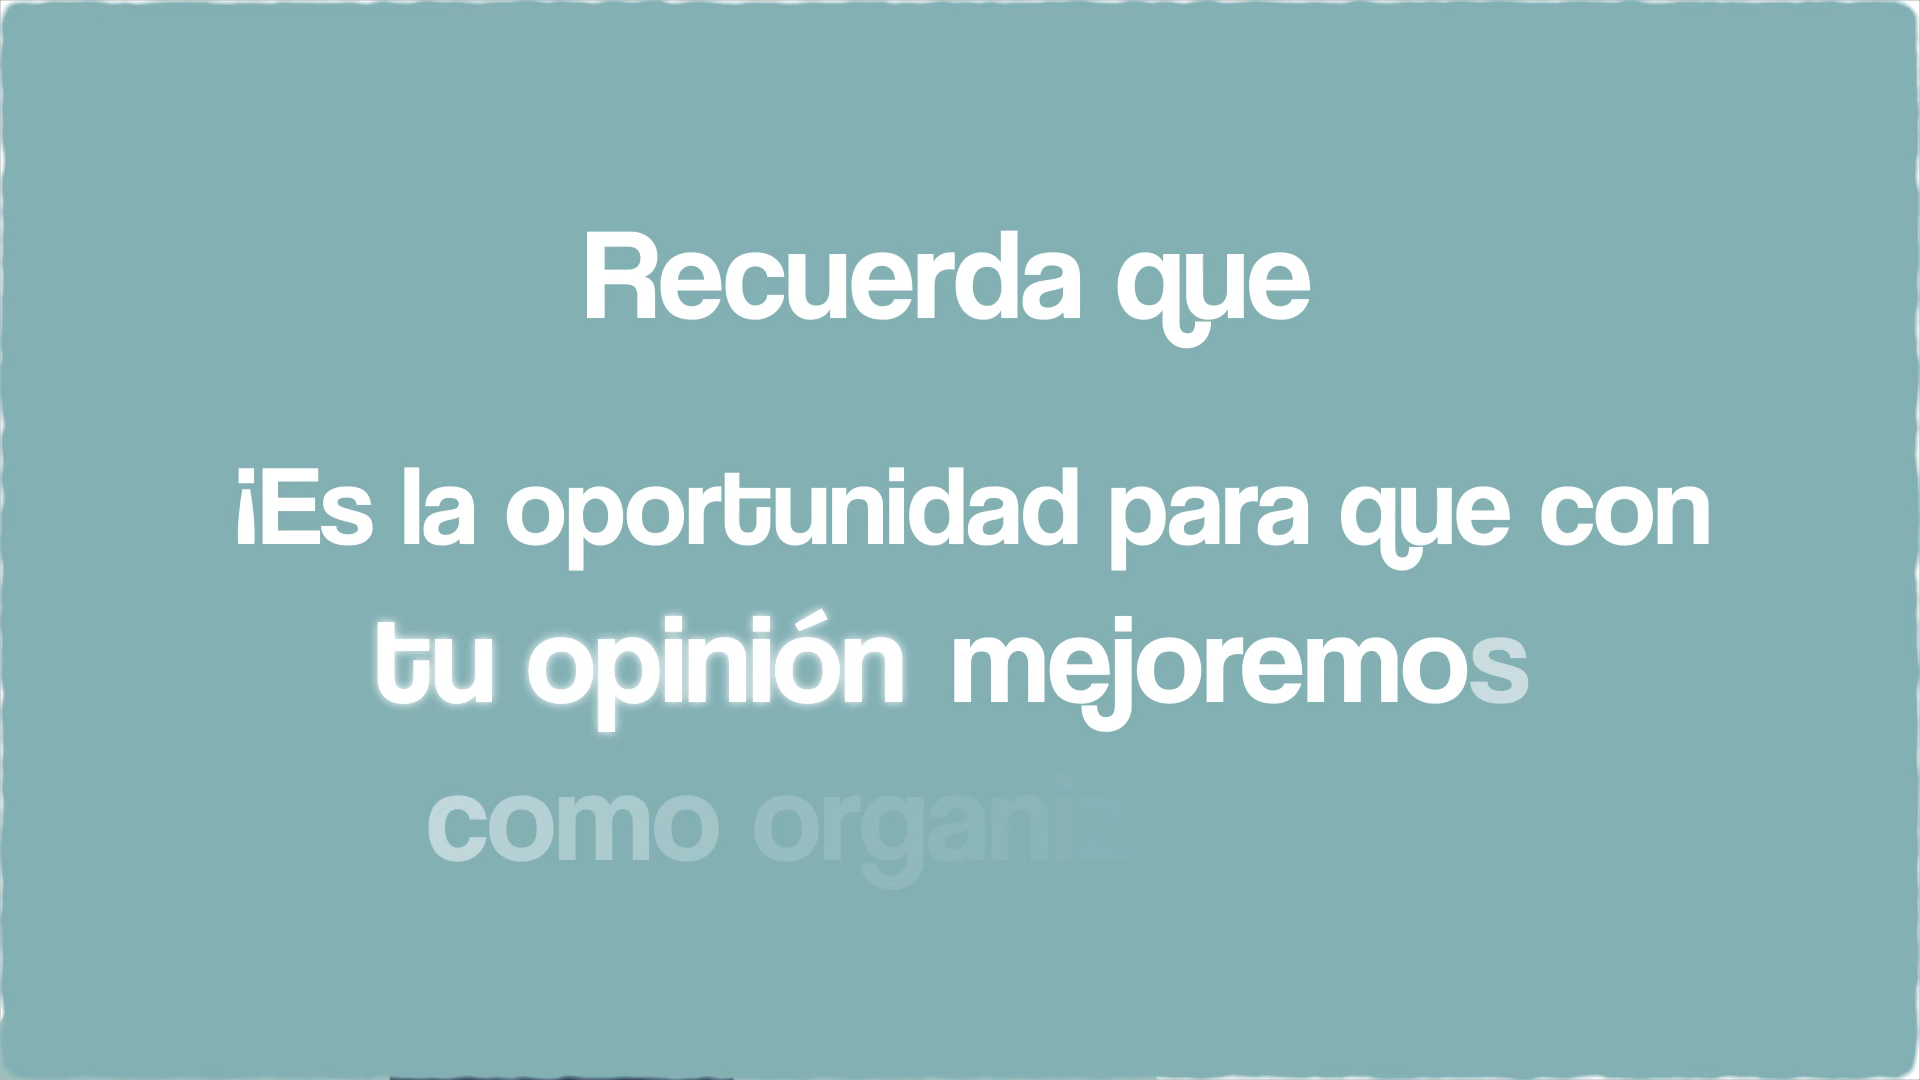 Recuerda que
¡Es la oportunidad para que con
tu opinión mejoremos
como